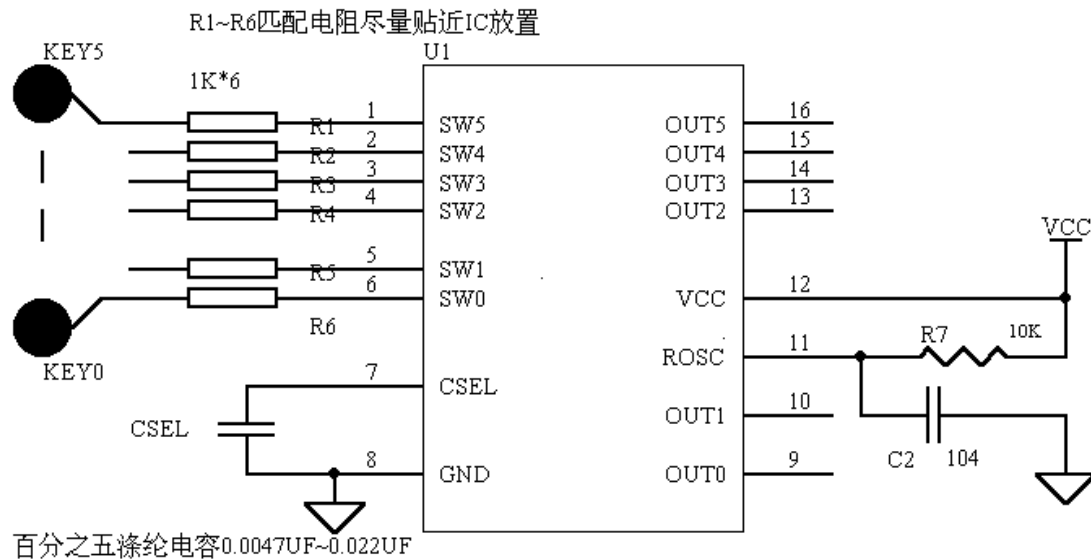 R1~R6匹配电阻尽量贴近IC放置
KEY5
U1
1K*6
1
SW5
OUT5
16
R1
2
SW4
OUT4
15
R2
3
SW3
OUT3
14
R3
4
SW2
OUT2
13
R4
VCC
5
SW1
R5
6
SW0
VCC
12
R6
R7
10K
KEY0
ROSC
11
7
CSEL
CSEL
OUT1
10
8
GND
OUT0
9
C2
104
百分之五涤纶电容0.0047UF~0.022UF